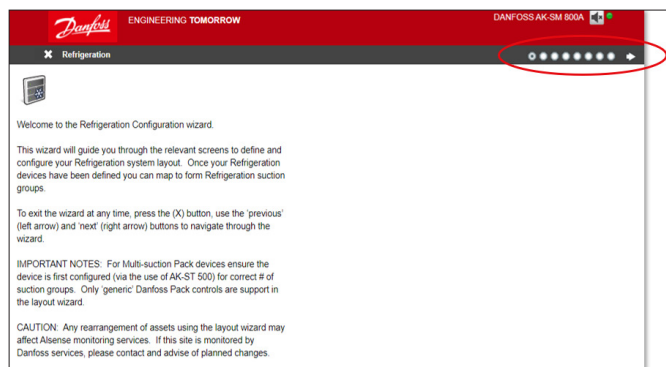 Danfoss
ENGINEERING TOMORROW
DANFOSS AK-SM 800A
Refrigeration
Welcome to the Refrigeration Configuration wizard.
This wizard will guide you through the relevant screens to define and
configure your Refrigeration system layout. Once your Refrigeration
devices have been defined you can map to form Refrigeration suction
groups.
To exit the wizard at any time, press the (X) button, use the 'previous'
(left arrow) and 'next' (right arrow) buttons to navigate through the
wizard.
IMPORTANT NOTES: For Multi-suction Pack devices ensure the
device is first configured (via the use of AK-ST 500) for correct # of
suction groups. Only 'generic' Danfoss Pack controls are support in
the layout wizard.
CAUTION: Any rearrangement of assets using the layout wizard may
affect Alsense monitoring services. If this site is monitored by
Danfoss services, please contact and advise of planned changes.